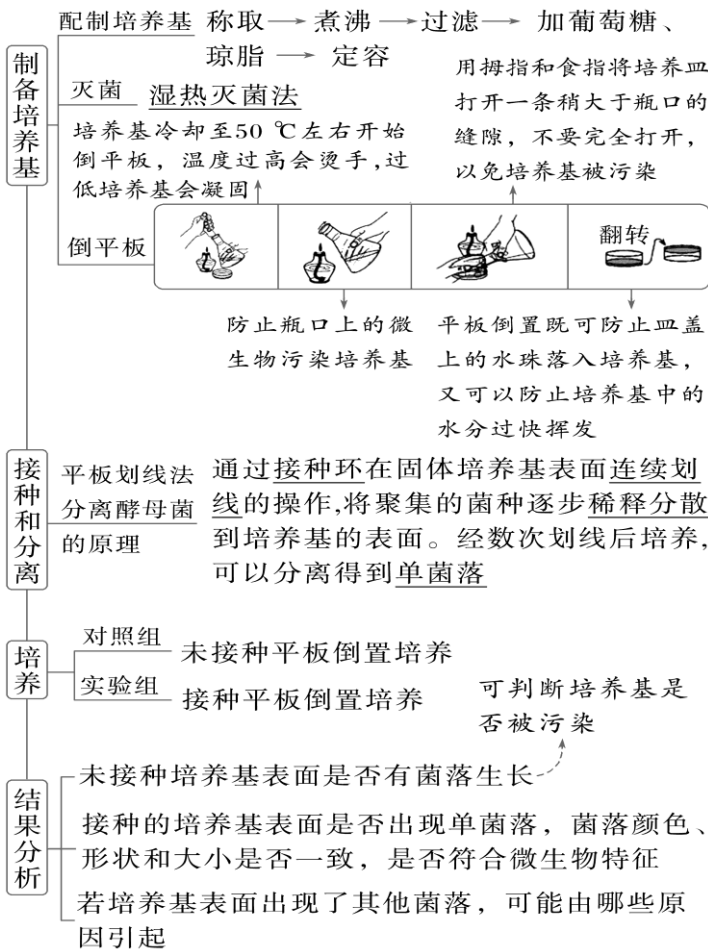 制备培养基
配制培养基 称取→煮沸→过滤→加葡萄糖、
琼脂→定容
灭菌 湿热灭菌法
培养基冷却至50 ℃左右开始
倒平板，温度过高会烫手,过
低培养基会凝固
用拇指和食指将培养皿
打开一条稍大于瓶口的
缝隙，不要完全打开，
以免培养基被污染
倒平板
翻转
防止瓶口上的微
生物污染培养基
平板倒置既可防止皿盖
上的水珠落入培养基，
又可以防止培养基中的
水分过快挥发
接种和分离
平板划线法
分离酵母菌
的原理
通过接种环在固体培养基表面连续划
线的操作,将聚集的菌种逐步稀释分散
到培养基的表面。经数次划线后培养，
可以分离得到单菌落
培养
对照组 未接种平板倒置培养
实验组 接种平板倒置培养
可判断培养基是
否被污染
结果分析
未接种培养基表面是否有菌落生长
接种的培养基表面是否出现单菌落，菌落颜色、
形状和大小是否一致，是否符合微生物特征
若培养基表面出现了其他菌落，可能由哪些原
因引起